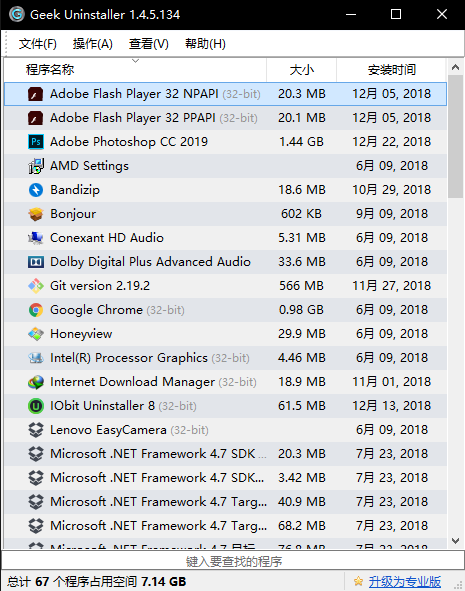 Geek Uninstaller 1.4.5.134
文件(F) 操作(A) 查看(V) 帮助(H)
程序名称 大小 安装时间
Adobe Flash Player 32 NPAPI (32-bit) 20.3 MB 12月 05, 2018
Adobe Flash Player 32 PPAPI (32-bit) 20.1 MB 12月 05, 2018
Adobe Photoshop CC 2019 1.44 GB 12月 22, 2018
AMD Settings 6月 09, 2018
Bandizip 18.6 MB 10月 29, 2018
Bonjour 602 KB 9月 09, 2018
Conexant HD Audio 5.31 MB 6月 09, 2018
Dolby Digital Plus Advanced Audio 33.6 MB 6月 09, 2018
Git version 2.19.2 566 MB 11月 27, 2018
Google Chrome (32-bit) 0.98 GB 6月 09, 2018
Honeyview 29.9 MB 6月 09, 2018
Intel(R) Processor Graphics (32-bit) 4.46 MB 6月 09, 2018
Internet Download Manager (32-bit) 18.9 MB 11月 01, 2018
IObit Uninstaller 8 (32-bit) 61.5 MB 12月 13, 2018
Lenovo EasyCamera (32-bit) 6月 09, 2018
Microsoft .NET Framework 4.7 SDK ... 20.3 MB 7月 23, 2018
Microsoft .NET Framework 4.7 SDK... 3.42 MB 7月 23, 2018
Microsoft .NET Framework 4.7 Targ... 40.9 MB 7月 23, 2018
Microsoft .NET Framework 4.7 Targ... 68.2 MB 7月 23, 2018
Microsoft .NET Framework 4.7 目标 76.8 MB 7月 23, 2018
键入要查找的程序
总计 67 个程序占用空间 7.14 GB 升级为专业版